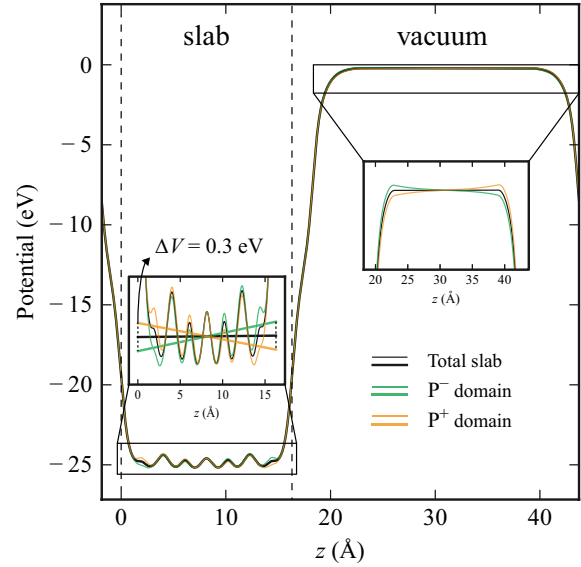 slab
vacuum
0
−5
−10
−15
−20
−25
Potential (eV)
ΔV = 0.3 eV
0
5
10
15
z (Å)
20
25
30
35
40
z (Å)
Total slab
P⁻ domain
P⁺ domain
0
10
20
30
40
z (Å)